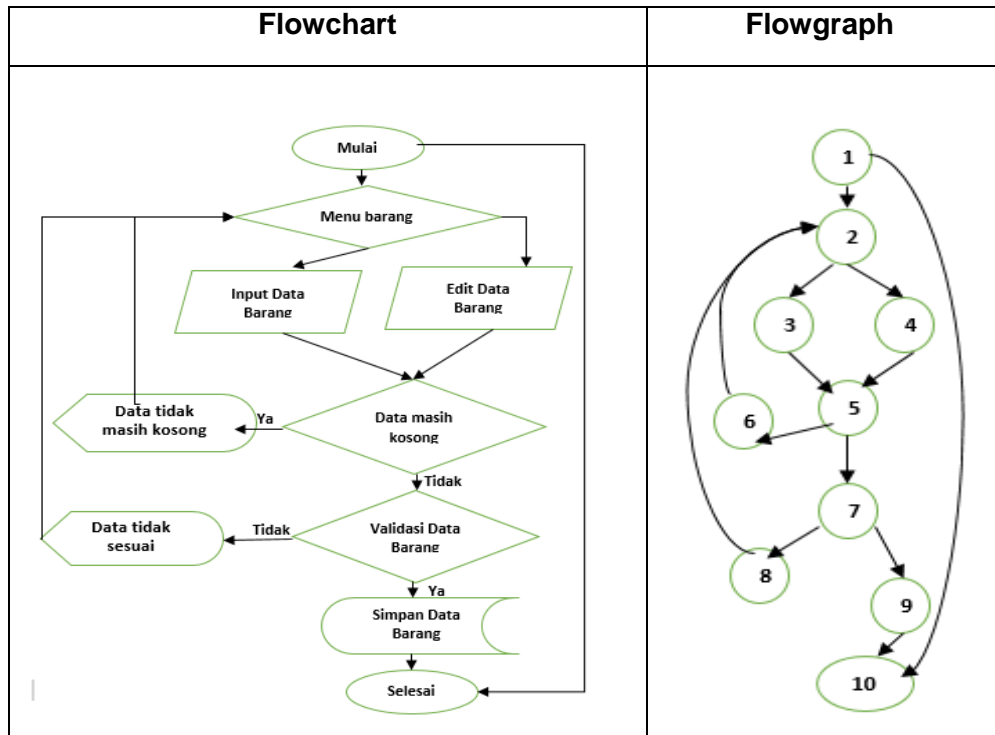 Flowchart
Flowgraph
Mulai
Menu barang
Input Data
Barang
Edit Data
Barang
Data masih
kosong
Ya
Data tidak
masih kosong
Tidak
Validasi Data
Barang
Tidak
Data tidak
sesuai
Ya
Simpan Data
Barang
Selesai
1
2
3
4
5
6
7
8
9
10